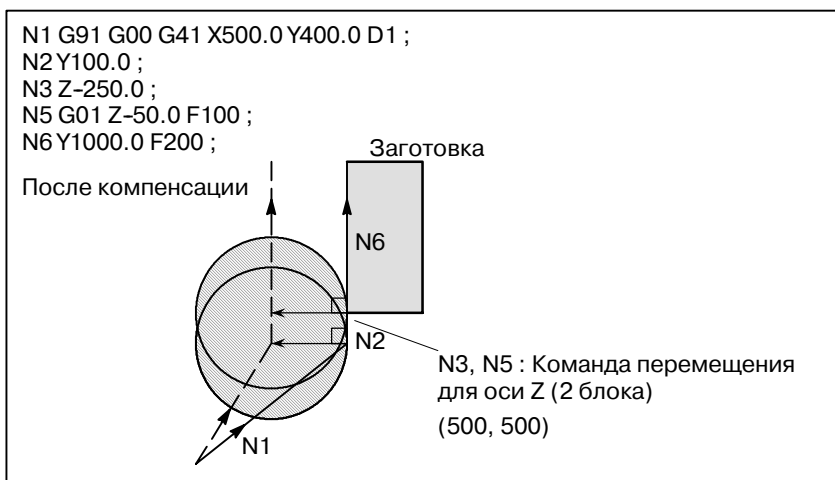 N1 G91 G00 G41 X500.0 Y400.0 D1 ;
N2 Y100.0 ;
N3 Z-250.0 ;
N5 G01 Z-50.0 F100 ;
N6 Y1000.0 F200 ;
Заготовка
После компенсации
N6
N2
N3, N5 : Команда перемещения
для оси Z (2 блока)
(500, 500)
N1